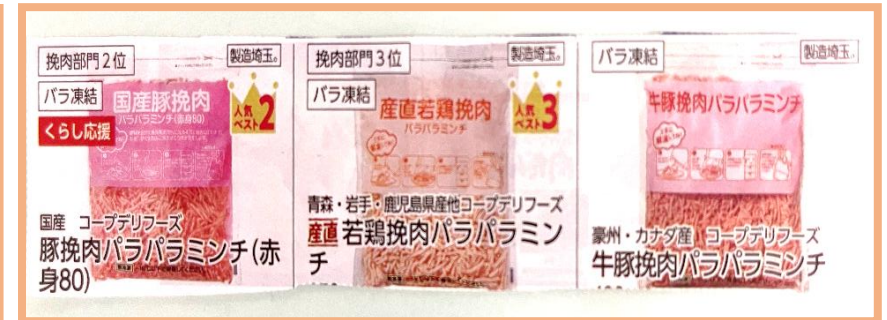 挽肉部門2位
製造埼玉。
バラ凍結
国産豚挽肉
パラパラミンチ(赤身80)
人気ベスト2
くらし応援
国産 コープデリフーズ
豚挽肉パラパラミンチ(赤
身80)
挽肉部門3位
製造埼玉。
バラ凍結
産直若鶏挽肉
パラパラミンチ
人気ベスト3
青森・岩手・鹿児島県産他コープデリフーズ
産直若鶏挽肉パラパラミン
チ
バラ凍結
製造埼玉。
牛豚挽肉パラパラミンチ
豪州・カナダ産 コープデリフーズ
牛豚挽肉パラパラミンチ